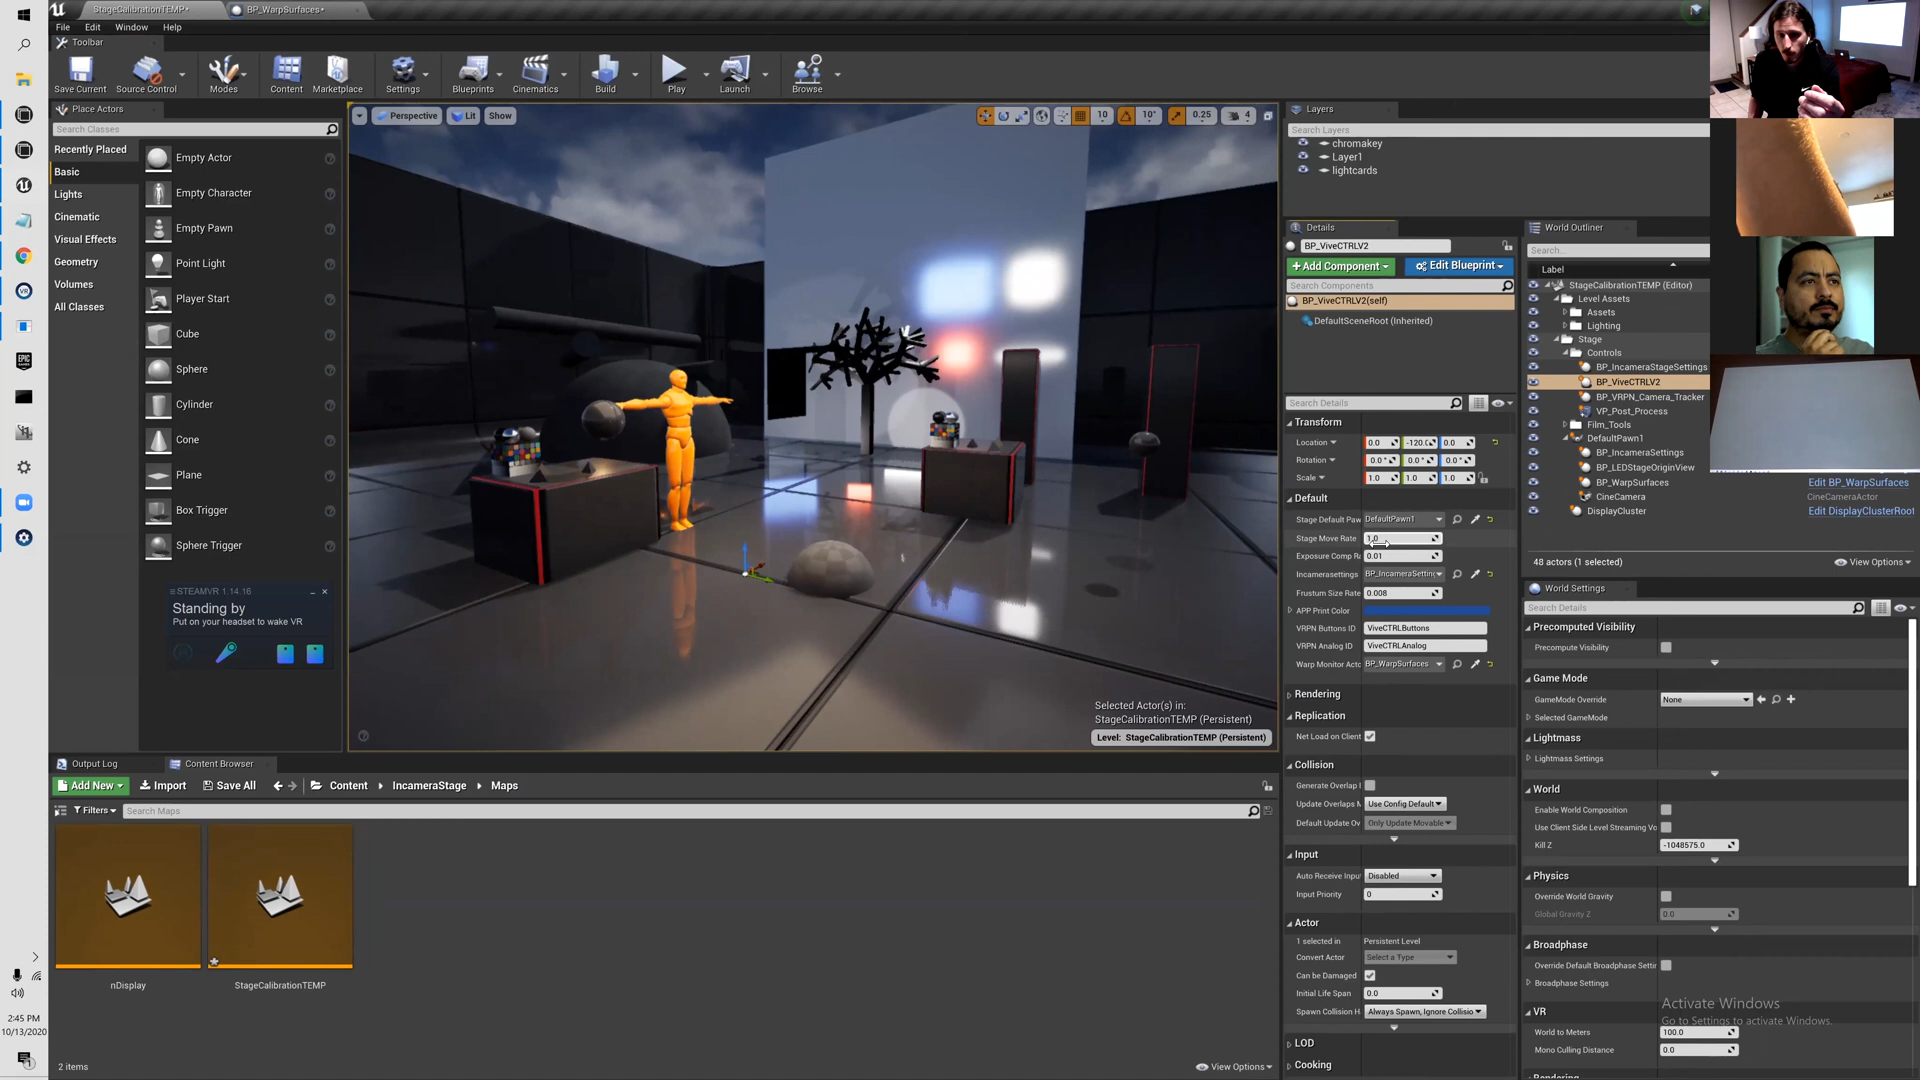 StageCalibrationTEMP*
BP_WarpSurfaces*
File Edit Window Help
Toolbar
Save Current
Source Control
Modes
Content
Marketplace
Settings
Blueprints
Cinematics
Build
Play
Launch
Browse
Place Actors
Search Classes
Recently Placed
Basic
Lights
Cinematic
Visual Effects
Geometry
Volumes
All Classes
Empty Actor
Empty Character
Empty Pawn
Point Light
Player Start
Cube
Sphere
Cylinder
Cone
Plane
Box Trigger
Sphere Trigger
STEAMVR 1.14.16
Standing by
Put on your headset to wake VR
Perspective
Lit
Show
10
10°
0.25
4
Selected Actor(s) in:
StageCalibrationTEMP (Persistent)
Level: StageCalibrationTEMP (Persistent)
Layers
Search Layers
chromakey
Layer1
lightcards
Details
BP_ViveCTRLV2
+Add Component
Edit Blueprint
Search Components
BP_ViveCTRLV2(self)
DefaultSceneRoot (Inherited)
Search Details
Transform
Location 0.0 -120.0 0.0
Rotation 0.0° 0.0° 0.0°
Scale 1.0 1.0 1.0
Default
Stage Default Paw DefaultPawn1
Stage Move Rate 1.0
Exposure Comp Ra 0.01
Incamerasettings BP_IncameraSetting
Frustum Size Rate 0.008
APP Print Color
VRPN Buttons ID ViveCTRLButtons
VRPN Analog ID ViveCTRLAnalog
Warp Monitor Acto BP_WarpSurfaces
Rendering
Replication
Net Load on Client
Collision
Generate Overlap
Update Overlaps M Use Config Default
Default Update Ov Only Update Movable
Input
Auto Receive Input Disabled
Input Priority 0
Actor
1 selected in Persistent Level
Convert Actor Select a Type
Can be Damaged
Initial Life Span 0.0
Spawn Collision H Always Spawn, Ignore Collisio
LOD
Cooking
World Outliner
Search...
Label
StageCalibrationTEMP (Editor)
Level Assets
Assets
Lighting
Stage
Controls
BP_IncameraStageSettings
BP_ViveCTRLV2
BP_VRPN_Camera_Tracker
VP_Post_Process
Film_Tools
DefaultPawn1
BP_IncameraSettings
BP_LEDStageOriginView
BP_WarpSurfaces Edit BP_WarpSurfaces
CineCamera CineCameraActor
DisplayCluster Edit DisplayClusterRoot
48 actors (1 selected)
View Options
World Settings
Search Details
Precomputed Visibility
Precompute Visibility
Game Mode
GameMode Override None
Selected GameMode
Lightmass
Lightmass Settings
World
Enable World Composition
Use Client Side Level Streaming Vo
Kill Z -1048575.0
Physics
Override World Gravity
Global Gravity Z 0.0
Broadphase
Override Default Broadphase Settin
Broadphase Settings
VR
World to Meters 100.0
Mono Culling Distance 0.0
Rendering
Activate Windows
Go to Settings to activate Windows.
Output Log
Content Browser
Add New
Import
Save All
Content
IncameraStage
Maps
Filters
Search Maps
nDisplay
StageCalibrationTEMP
2 items
View Options
EPIC
GAMES
2:45 PM
10/13/2020
1